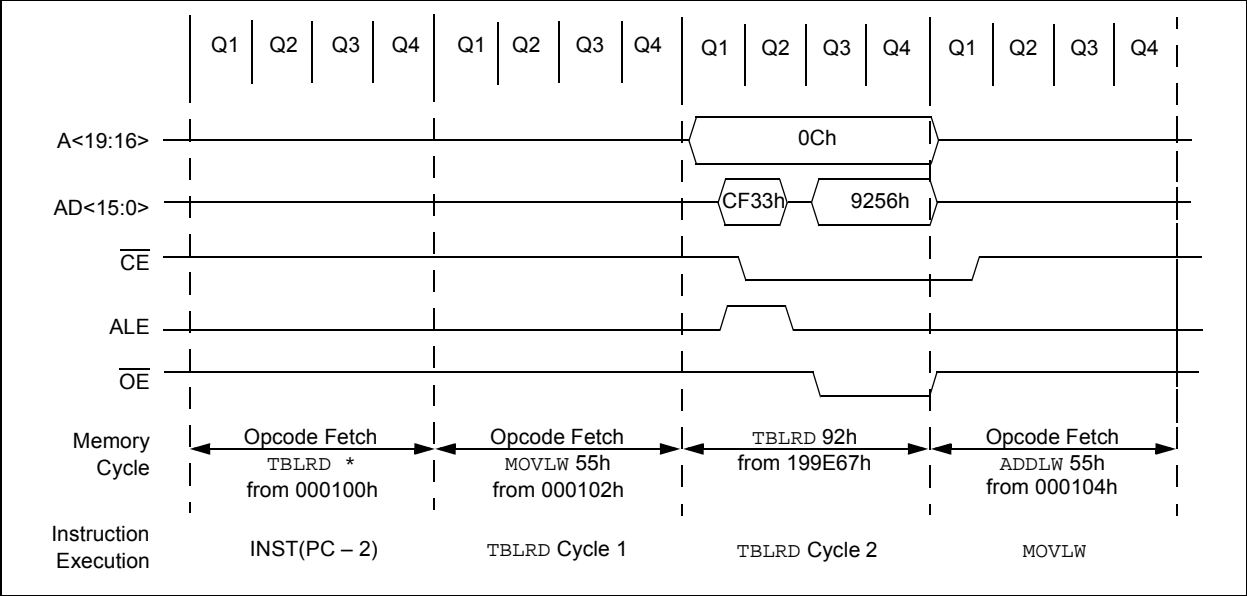 Q1 Q2 Q3 Q4 Q1 Q2 Q3 Q4 Q1 Q2 Q3 Q4 Q1 Q2 Q3 Q4
A<19:16> 0Ch
AD<15:0> CF33h 9256h
CE
ALE
OE
Memory Cycle
Opcode Fetch
TBLRD *
from 000100h
Opcode Fetch
MOVLW 55h
from 000102h
TBLRD 92h
from 199E67h
Opcode Fetch
ADDLW 55h
from 000104h
Instruction
Execution
INST(PC – 2) TBLRD Cycle 1 TBLRD Cycle 2 MOVLW